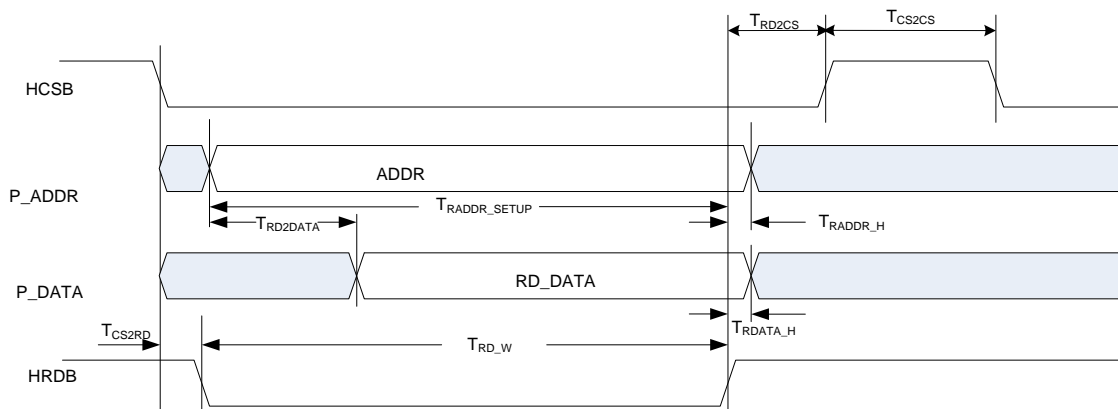 T_RD2CS
T_CS2CS
HCSB
ADDR
P_ADDR
T_RADDR_SETUP
T_RD2DATA
T_RADDR_H
RD_DATA
P_DATA
T_RDATA_H
T_CS2RD
T_RD_W
HRDB